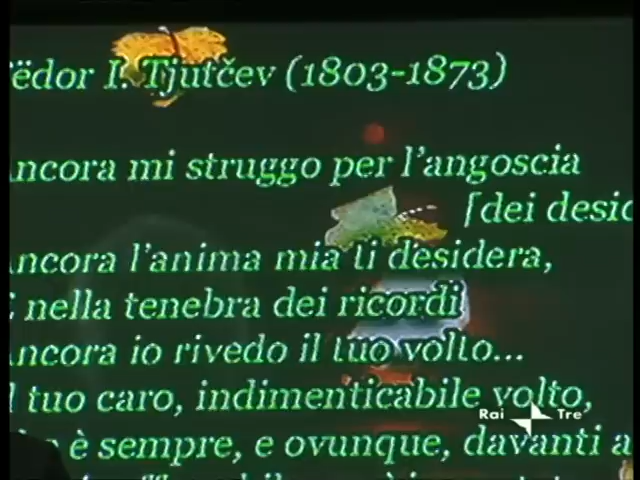 ëdor I. Tjutčev (1803-1873)
ncora mi struggo per l'angoscia
[dei desid
ncora l'anima mia ti desidera,
E nella tenebra dei ricordi
ncora io rivedo il tuo volto...
l tuo caro, indimenticabile volto,
è sempre, e ovunque, davanti a
Rai Tre